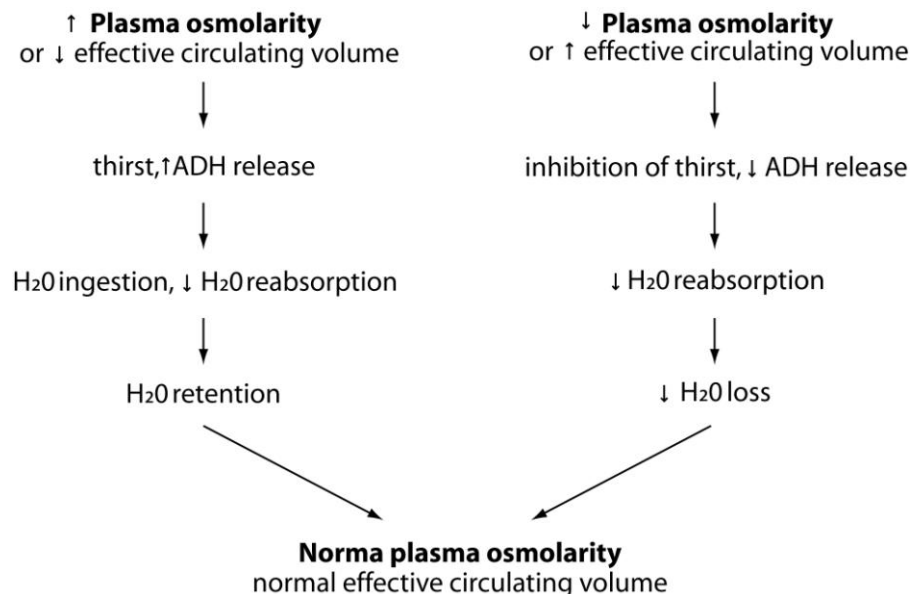 ↑ Plasma osmolarity
or ↓ effective circulating volume
thirst,↑ADH release
H₂0 ingestion, ↓ H₂0 reabsorption
H₂0 retention
↓ Plasma osmolarity
or ↑ effective circulating volume
inhibition of thirst, ↓ ADH release
↓ H₂0 reabsorption
↓ H₂0 loss
Norma plasma osmolarity
normal effective circulating volume